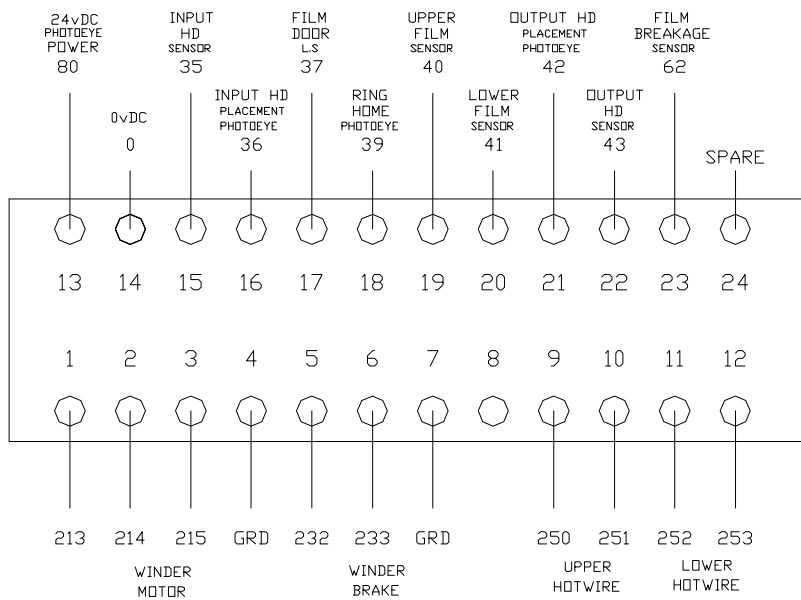 24vDC
PHOTOEYE
POWER
80
INPUT
HD
SENSOR
35
FILM
DOOR
L.S
37
UPPER
FILM
SENSOR
40
OUTPUT HD
PLACEMENT
PHOTOEYE
42
FILM
BREAKAGE
SENSOR
62
0vDC
0
INPUT HD
PLACEMENT
PHOTOEYE
36
RING
HOME
PHOTOEYE
39
LOWER
FILM
SENSOR
41
OUTPUT
HD
SENSOR
43
SPARE
13 14 15 16 17 18 19 20 21 22 23 24
1 2 3 4 5 6 7 8 9 10 11 12
213 214 215 GRD 232 233 GRD 250 251 252 253
WINDER
MOTOR
WINDER
BRAKE
UPPER
HOTWIRE
LOWER
HOTWIRE